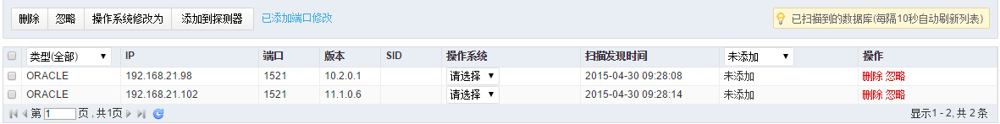 删除 忽略 操作系统修改为 添加到探测器 已添加端口修改 已扫描到的数据库(每隔10秒自动刷新列表)
类型(全部) IP 端口 版本 SID 操作系统 扫描发现时间 未添加 操作
ORACLE 192.168.21.98 1521 10.2.0.1 请选择 2015-04-30 09:28:08 未添加 删除 忽略
ORACLE 192.168.21.102 1521 11.1.0.6 请选择 2015-04-30 09:28:14 未添加 删除 忽略
第 1 页 , 共1页 显示1 - 2, 共 2 条